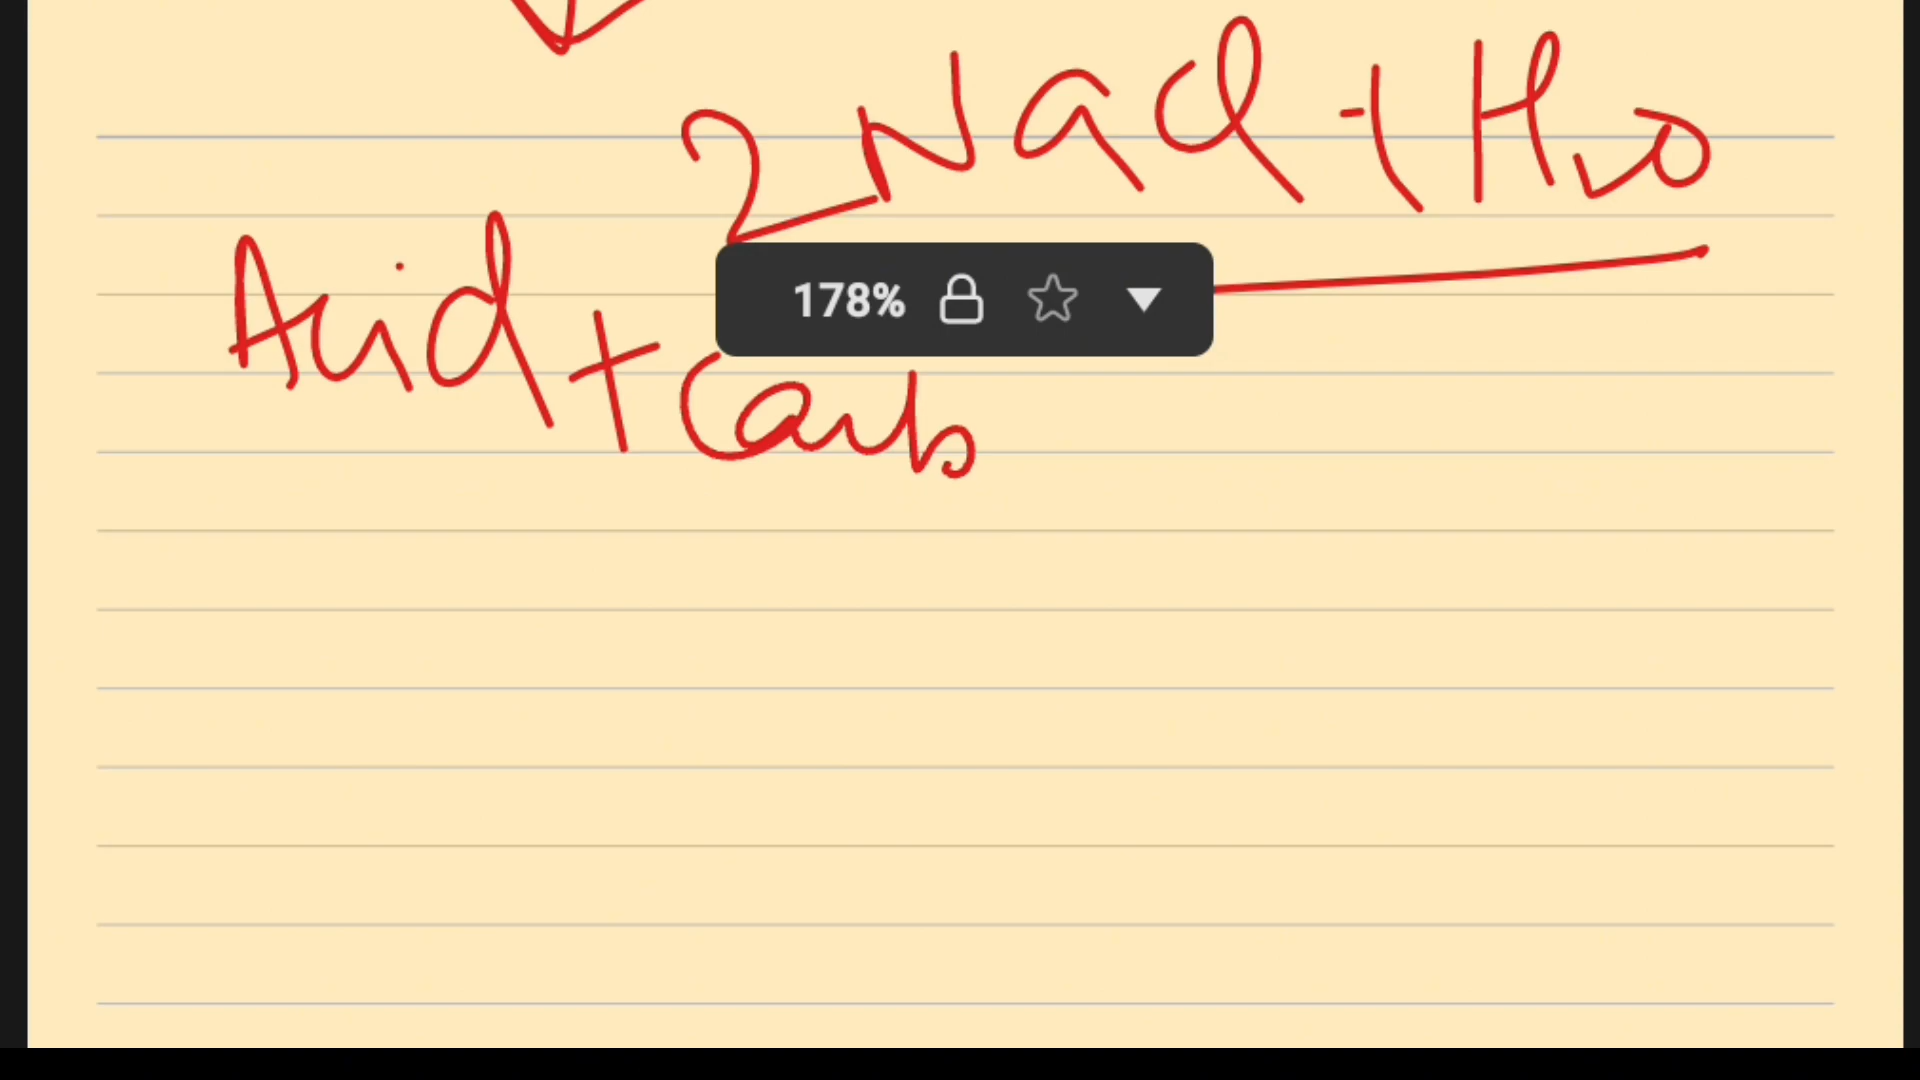 2NaCl + H₂O
178%
Acid + Carb